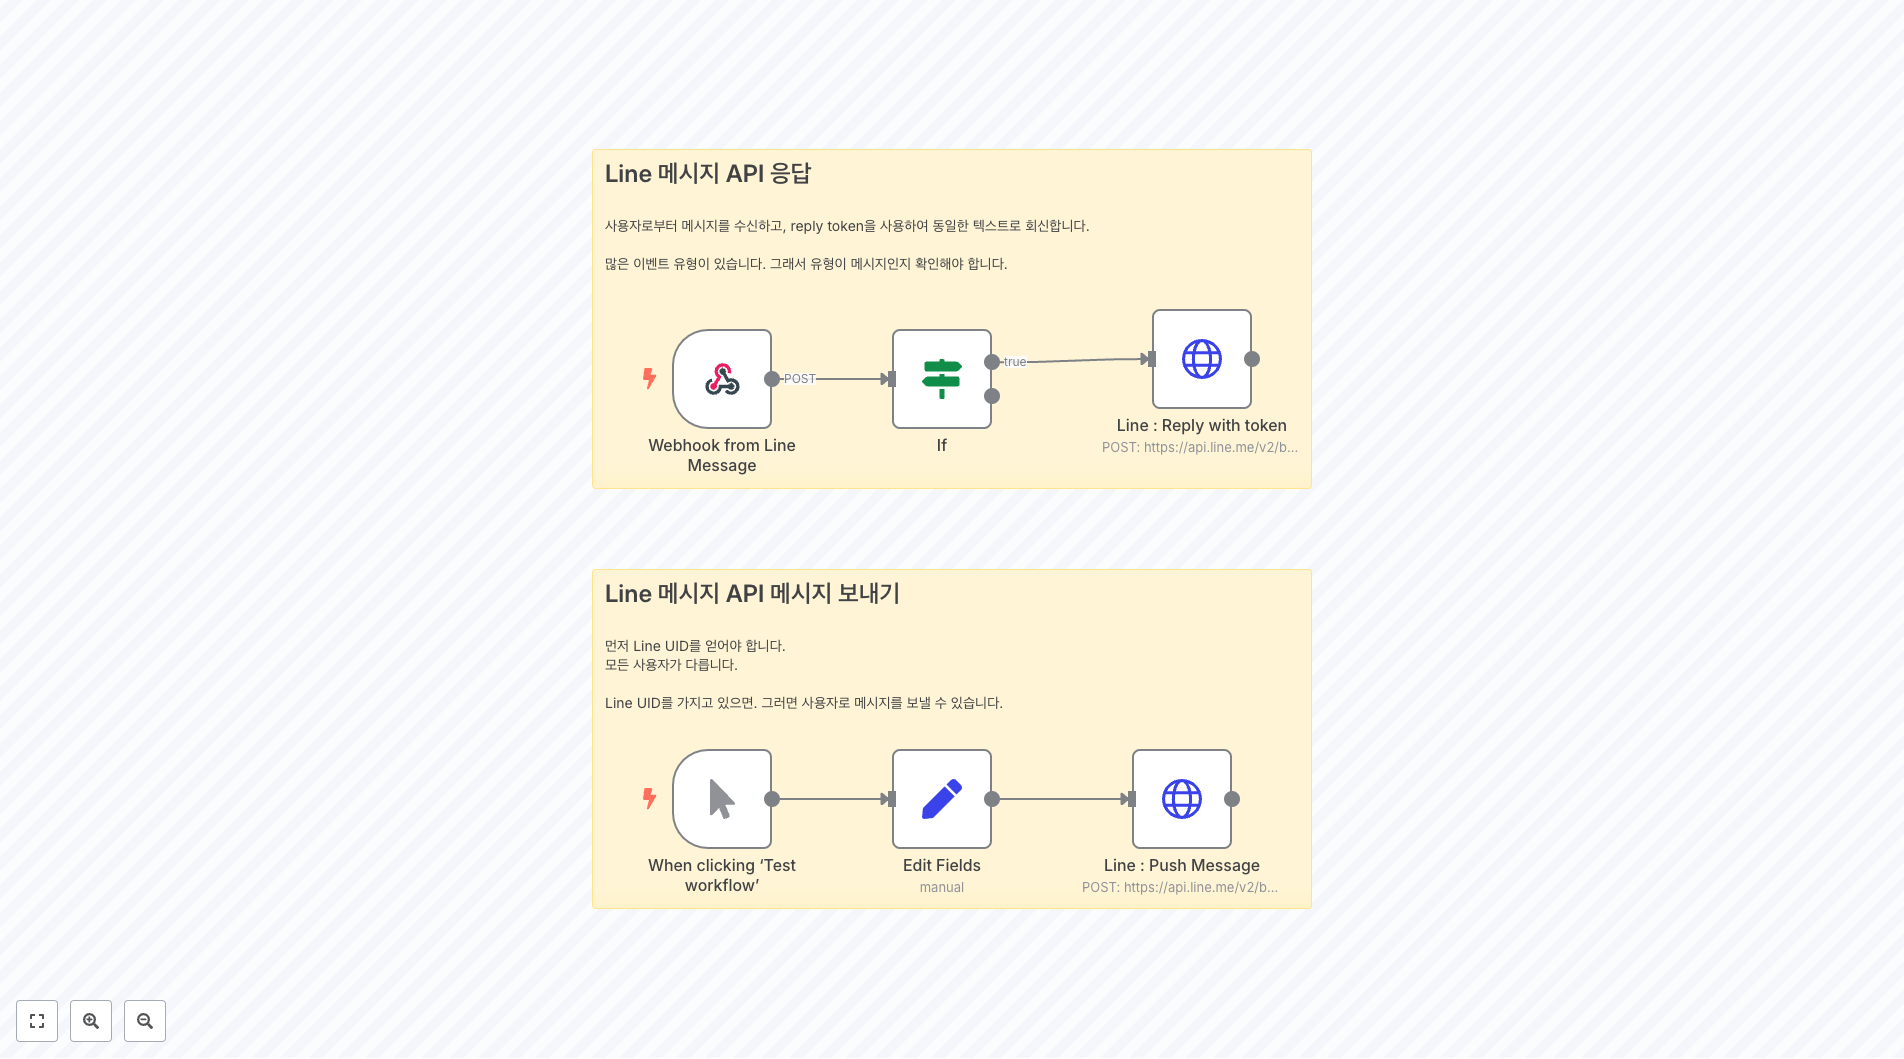 Line 메시지 API 응답
사용자로부터 메시지를 수신하고, reply token을 사용하여 동일한 텍스트로 회신합니다.
많은 이벤트 유형이 있습니다. 그래서 유형이 메시지인지 확인해야 합니다.
POST
true
Webhook from Line
Message
If
Line : Reply with token
POST: https://api.line.me/v2/b...
Line 메시지 API 메시지 보내기
먼저 Line UID를 얻어야 합니다.
모든 사용자가 다릅니다.
Line UID를 가지고 있으면. 그러면 사용자로 메시지를 보낼 수 있습니다.
When clicking ‘Test
workflow’
Edit Fields
manual
Line : Push Message
POST: https://api.line.me/v2/b...